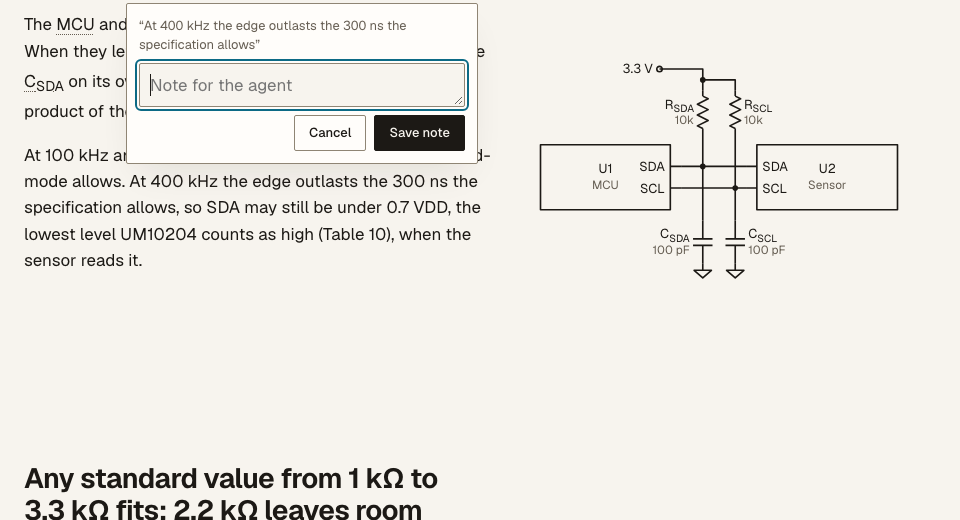 The MCU and
When they le
e
CSDA on its ov
product of the
“At 400 kHz the edge outlasts the 300 ns the
specification allows”
Note for the agent
Cancel
Save note
At 100 kHz ar
d-
mode allows. At 400 kHz the edge outlasts the 300 ns the
specification allows, so SDA may still be under 0.7 VDD, the
lowest level UM10204 counts as high (Table 10), when the
sensor reads it.
3.3 V
RSDA
10k
RSCL
10k
U1
MCU
SDA
SCL
SDA
SCL
U2
Sensor
CSDA
100 pF
CSCL
100 pF
Any standard value from 1 kΩ to
3.3 kΩ fits; 2.2 kΩ leaves room